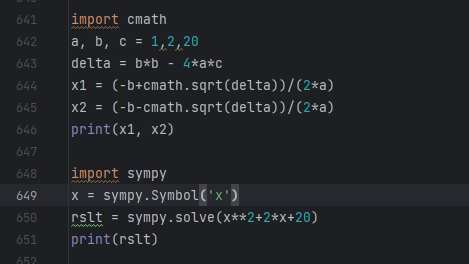 641 import cmath
642 a, b, c = 1,2,20
643 delta = b*b - 4*a*c
644 x1 = (-b+cmath.sqrt(delta))/(2*a)
645 x2 = (-b-cmath.sqrt(delta))/(2*a)
646 print(x1, x2)
647
648 import sympy
649 x = sympy.Symbol('x')
650 rslt = sympy.solve(x**2+2*x+20)
651 print(rslt)
652